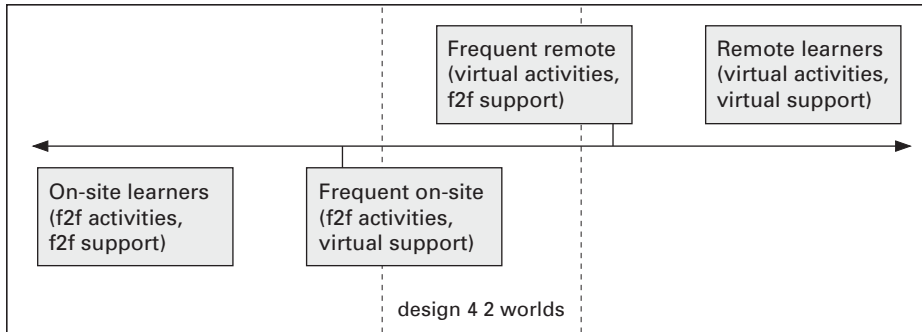 Frequent remote
(virtual activities,
f2f support)
Remote learners
(virtual activities,
virtual support)
On-site learners
(f2f activities,
f2f support)
Frequent on-site
(f2f activities,
virtual support)
design 4 2 worlds